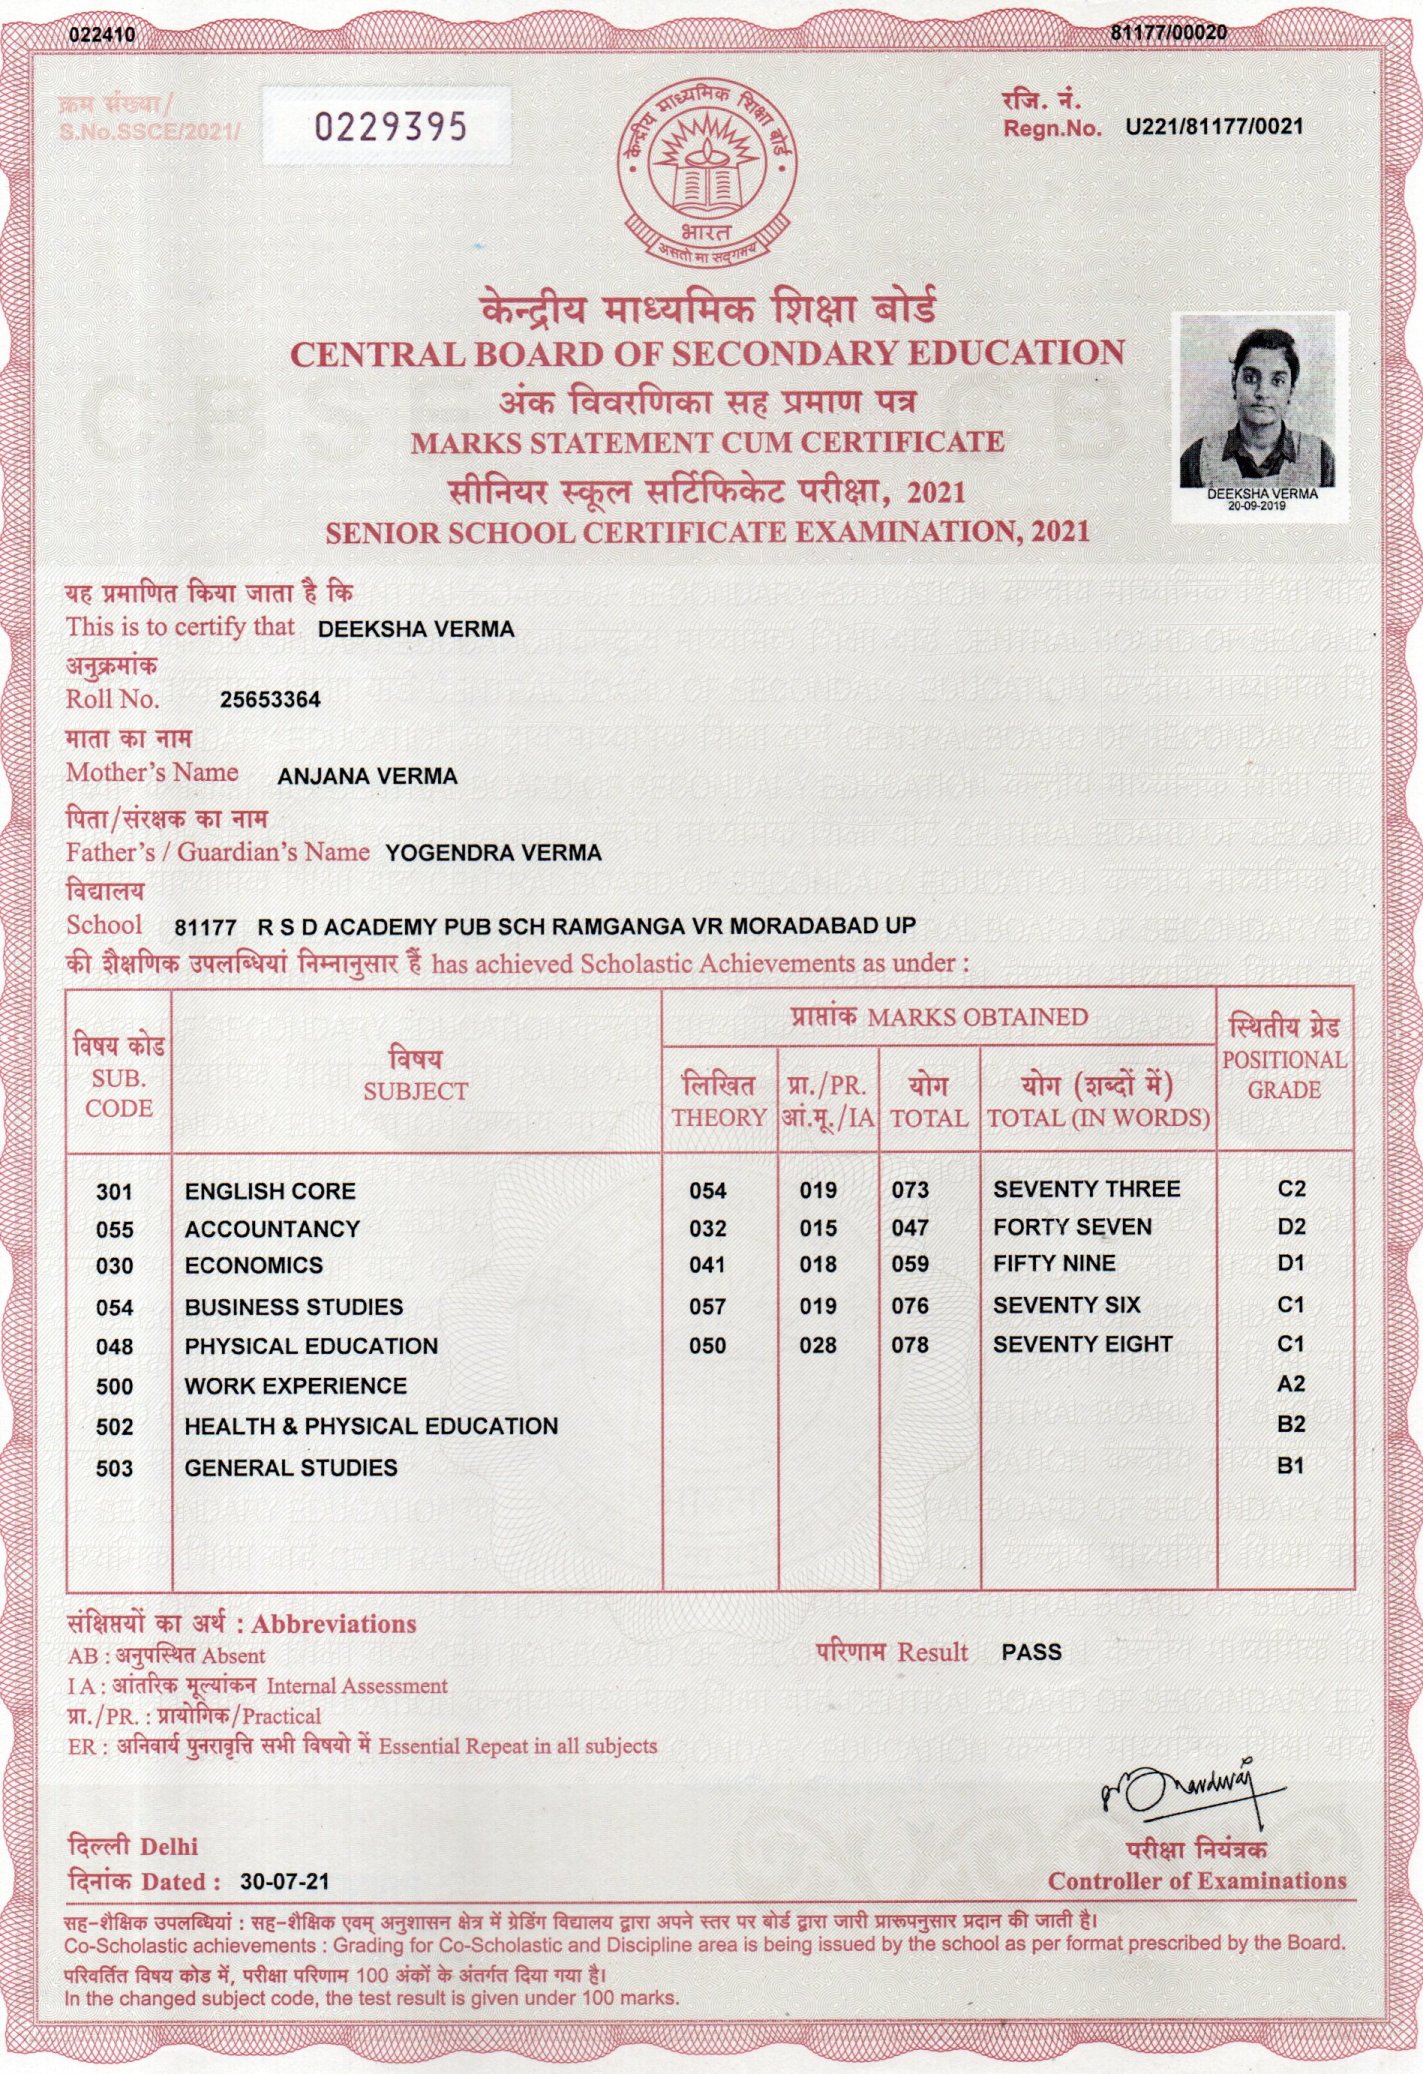 022410
81177/00020
क्रम संख्या/
S.No.SSCE/2021/
0229395
रजि. नं.
Regn.No. U221/81177/0021
केन्द्रीय माध्यमिक शिक्षा बोर्ड
भारत
असतो मा सद्गमय
केन्द्रीय माध्यमिक शिक्षा बोर्ड
CENTRAL BOARD OF SECONDARY EDUCATION
अंक विवरणिका सह प्रमाण पत्र
MARKS STATEMENT CUM CERTIFICATE
सीनियर स्कूल सर्टिफिकेट परीक्षा, 2021
SENIOR SCHOOL CERTIFICATE EXAMINATION, 2021
DEEKSHA VERMA
20-09-2019
यह प्रमाणित किया जाता है कि
This is to certify that DEEKSHA VERMA
अनुक्रमांक
Roll No. 25653364
माता का नाम
Mother's Name ANJANA VERMA
पिता/संरक्षक का नाम
Father's / Guardian's Name YOGENDRA VERMA
विद्यालय
School 81177 R S D ACADEMY PUB SCH RAMGANGA VR MORADABAD UP
की शैक्षणिक उपलब्धियां निम्नानुसार हैं has achieved Scholastic Achievements as under :
विषय कोड
SUB.
CODE
विषय
SUBJECT
प्राप्तांक MARKS OBTAINED
लिखित
THEORY
प्रा./PR.
आं.मू./IA
योग
TOTAL
योग (शब्दों में)
TOTAL (IN WORDS)
स्थितीय ग्रेड
POSITIONAL
GRADE
301 ENGLISH CORE 054 019 073 SEVENTY THREE C2
055 ACCOUNTANCY 032 015 047 FORTY SEVEN D2
030 ECONOMICS 041 018 059 FIFTY NINE D1
054 BUSINESS STUDIES 057 019 076 SEVENTY SIX C1
048 PHYSICAL EDUCATION 050 028 078 SEVENTY EIGHT C1
500 WORK EXPERIENCE A2
502 HEALTH & PHYSICAL EDUCATION B2
503 GENERAL STUDIES B1
संक्षिप्तियों का अर्थ : Abbreviations
AB : अनुपस्थित Absent
I A : आंतरिक मूल्यांकन Internal Assessment
प्रा./PR. : प्रायोगिक/Practical
ER : अनिवार्य पुनरावृत्ति सभी विषयो में Essential Repeat in all subjects
परिणाम Result PASS
दिल्ली Delhi
दिनांक Dated : 30-07-21
परीक्षा नियंत्रक
Controller of Examinations
सह-शैक्षिक उपलब्धियां : सह-शैक्षिक एवम् अनुशासन क्षेत्र में ग्रेडिंग विद्यालय द्वारा अपने स्तर पर बोर्ड द्वारा जारी प्रारूपनुसार प्रदान की जाती है।
Co-Scholastic achievements : Grading for Co-Scholastic and Discipline area is being issued by the school as per format prescribed by the Board.
परिवर्तित विषय कोड में, परीक्षा परिणाम 100 अंकों के अंतर्गत दिया गया है।
In the changed subject code, the test result is given under 100 marks.